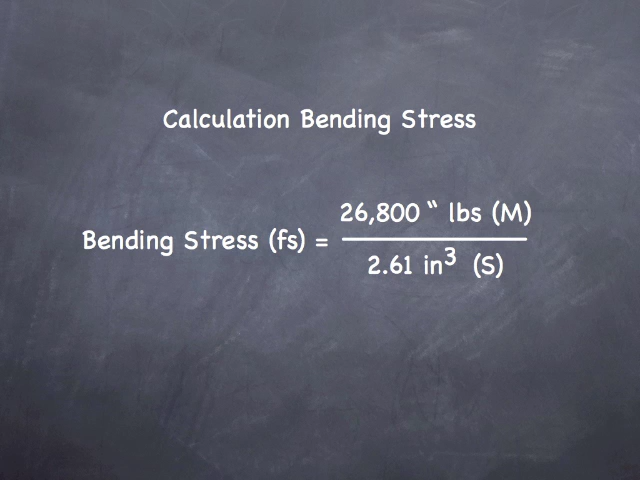 Calculation Bending Stress
26,800 “ lbs (M)
Bending Stress (fs) =
2.61 in³ (S)